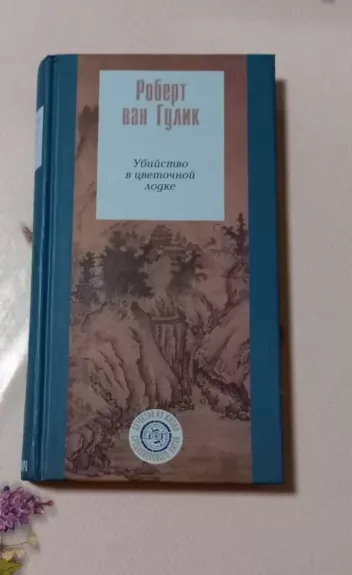 Роберт
ван Гулик
Убийство
в цветочной
лодке